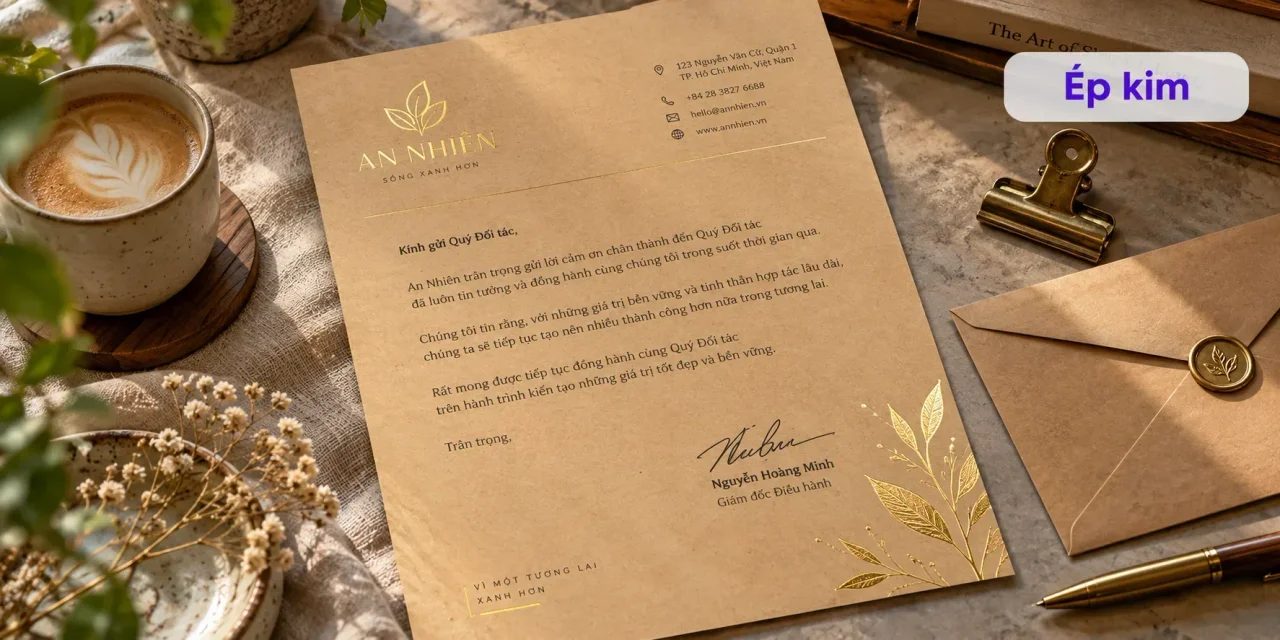 The Art of
Ép kim
AN NHIÊN
SỐNG XANH HƠN
123 Nguyễn Văn Cừ, Quận 1
TP. Hồ Chí Minh, Việt Nam
+84 28 3827 6688
hello@annhien.vn
www.annhien.vn
Kính gửi Quý Đối tác,
An Nhiên trân trọng gửi lời cảm ơn chân thành đến Quý Đối tác
đã luôn tin tưởng và đồng hành cùng chúng tôi trong suốt thời gian qua.
Chúng tôi tin rằng, với những giá trị bền vững và tinh thần hợp tác lâu dài,
chúng ta sẽ tiếp tục tạo nên nhiều thành công hơn nữa trong tương lai.
Rất mong được tiếp tục đồng hành cùng Quý Đối tác
trên hành trình kiến tạo những giá trị tốt đẹp và bền vững.
Trân trọng,
Nguyễn Hoàng Minh
Giám đốc Điều hành
VÌ MỘT TƯƠNG LAI
XANH HƠN